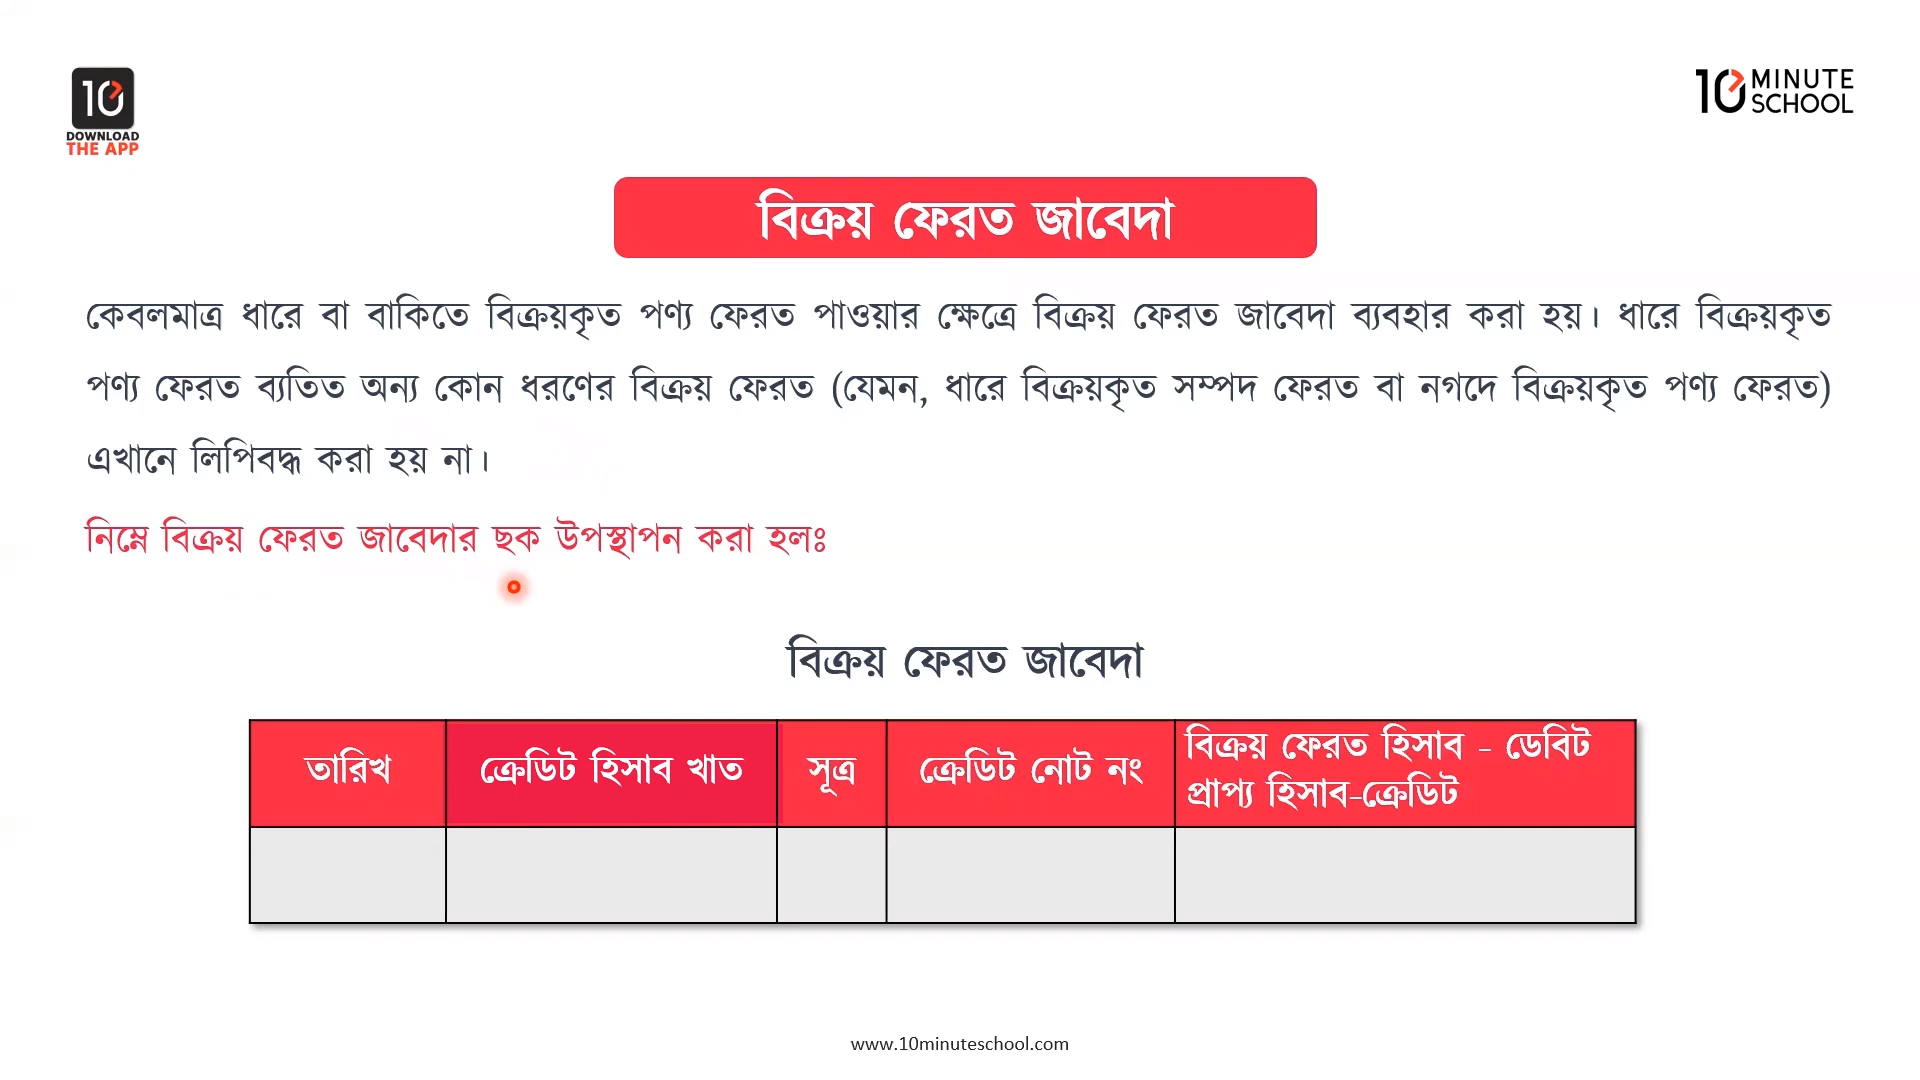 10
DOWNLOAD
THE APP
10 MINUTE
SCHOOL
বিক্রয় ফেরত জাবেদা
কেবলমাত্র ধারে বা বাকিতে বিক্রয়কৃত পণ্য ফেরত পাওয়ার ক্ষেত্রে বিক্রয় ফেরত জাবেদা ব্যবহার করা হয়। ধারে বিক্রয়কৃত
পণ্য ফেরত ব্যতিত অন্য কোন ধরণের বিক্রয় ফেরত (যেমন, ধারে বিক্রয়কৃত সম্পদ ফেরত বা নগদে বিক্রয়কৃত পণ্য ফেরত)
এখানে লিপিবদ্ধ করা হয় না।
নিম্নে বিক্রয় ফেরত জাবেদার ছক উপস্থাপন করা হলঃ
বিক্রয় ফেরত জাবেদা
তারিখ
ক্রেডিট হিসাব খাত
সূত্র
ক্রেডিট নোট নং
বিক্রয় ফেরত হিসাব - ডেবিট
প্রাপ্য হিসাব-ক্রেডিট
www.10minuteschool.com